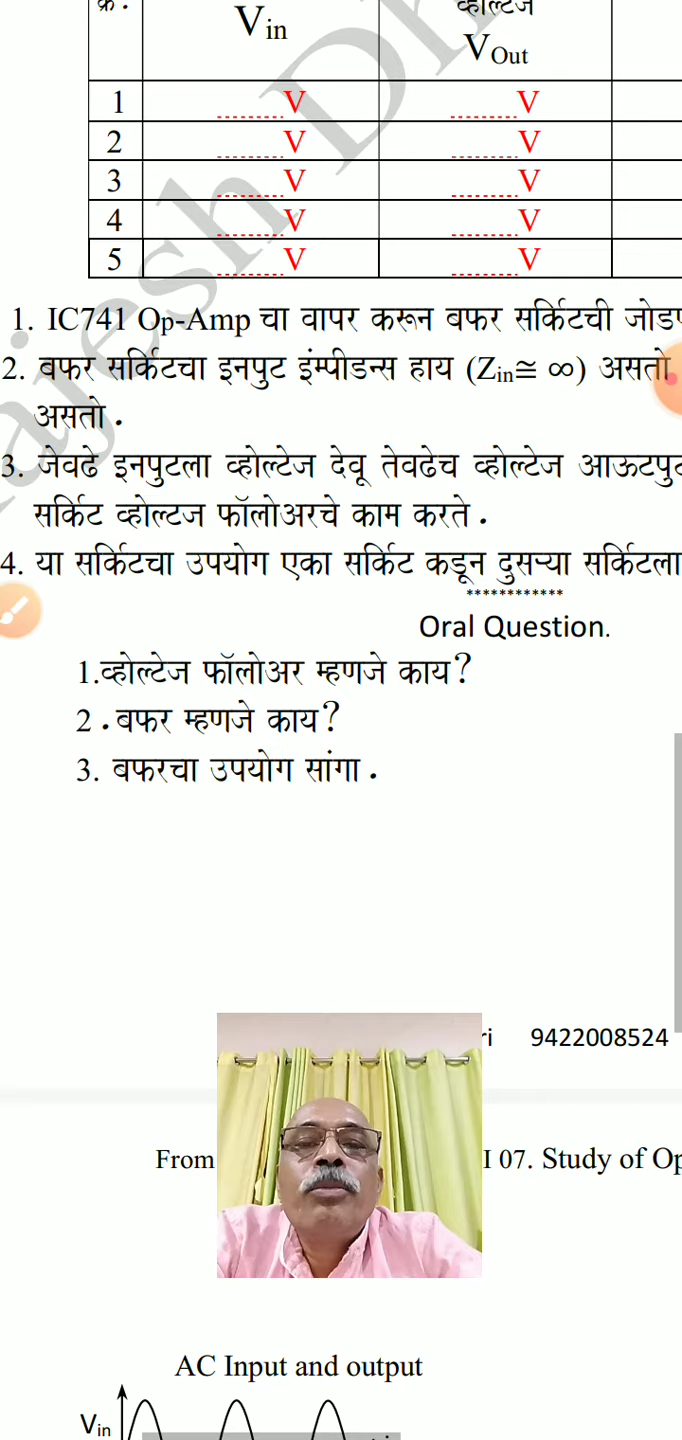 क्र.
Vin
व्होल्टेज
VOut
1 ........V ........V
2 ........V ........V
3 ........V ........V
4 ........V ........V
5 ........V ........V
1. IC741 Op-Amp चा वापर करून बफर सर्किटची
2. बफर सर्किटचा इनपुट इंम्पीडन्स हाय (Zin≅ ∞) असतो
असतो.
3. जेवढे इनपुटला व्होल्टेज देवू तेवढेच व्होल्टेज
सर्किट व्होल्टज फॉलोअरचे काम करते.
4. या सर्किटचा उपयोग एका सर्किट कडून दुसऱ्या सर्किटला
************
Oral Question.
1.व्होल्टेज फॉलोअर म्हणजे काय?
2.बफर म्हणजे काय?
3. बफरचा उपयोग सांगा.
9422008524
From I 07. Study of
AC Input and output
Vin